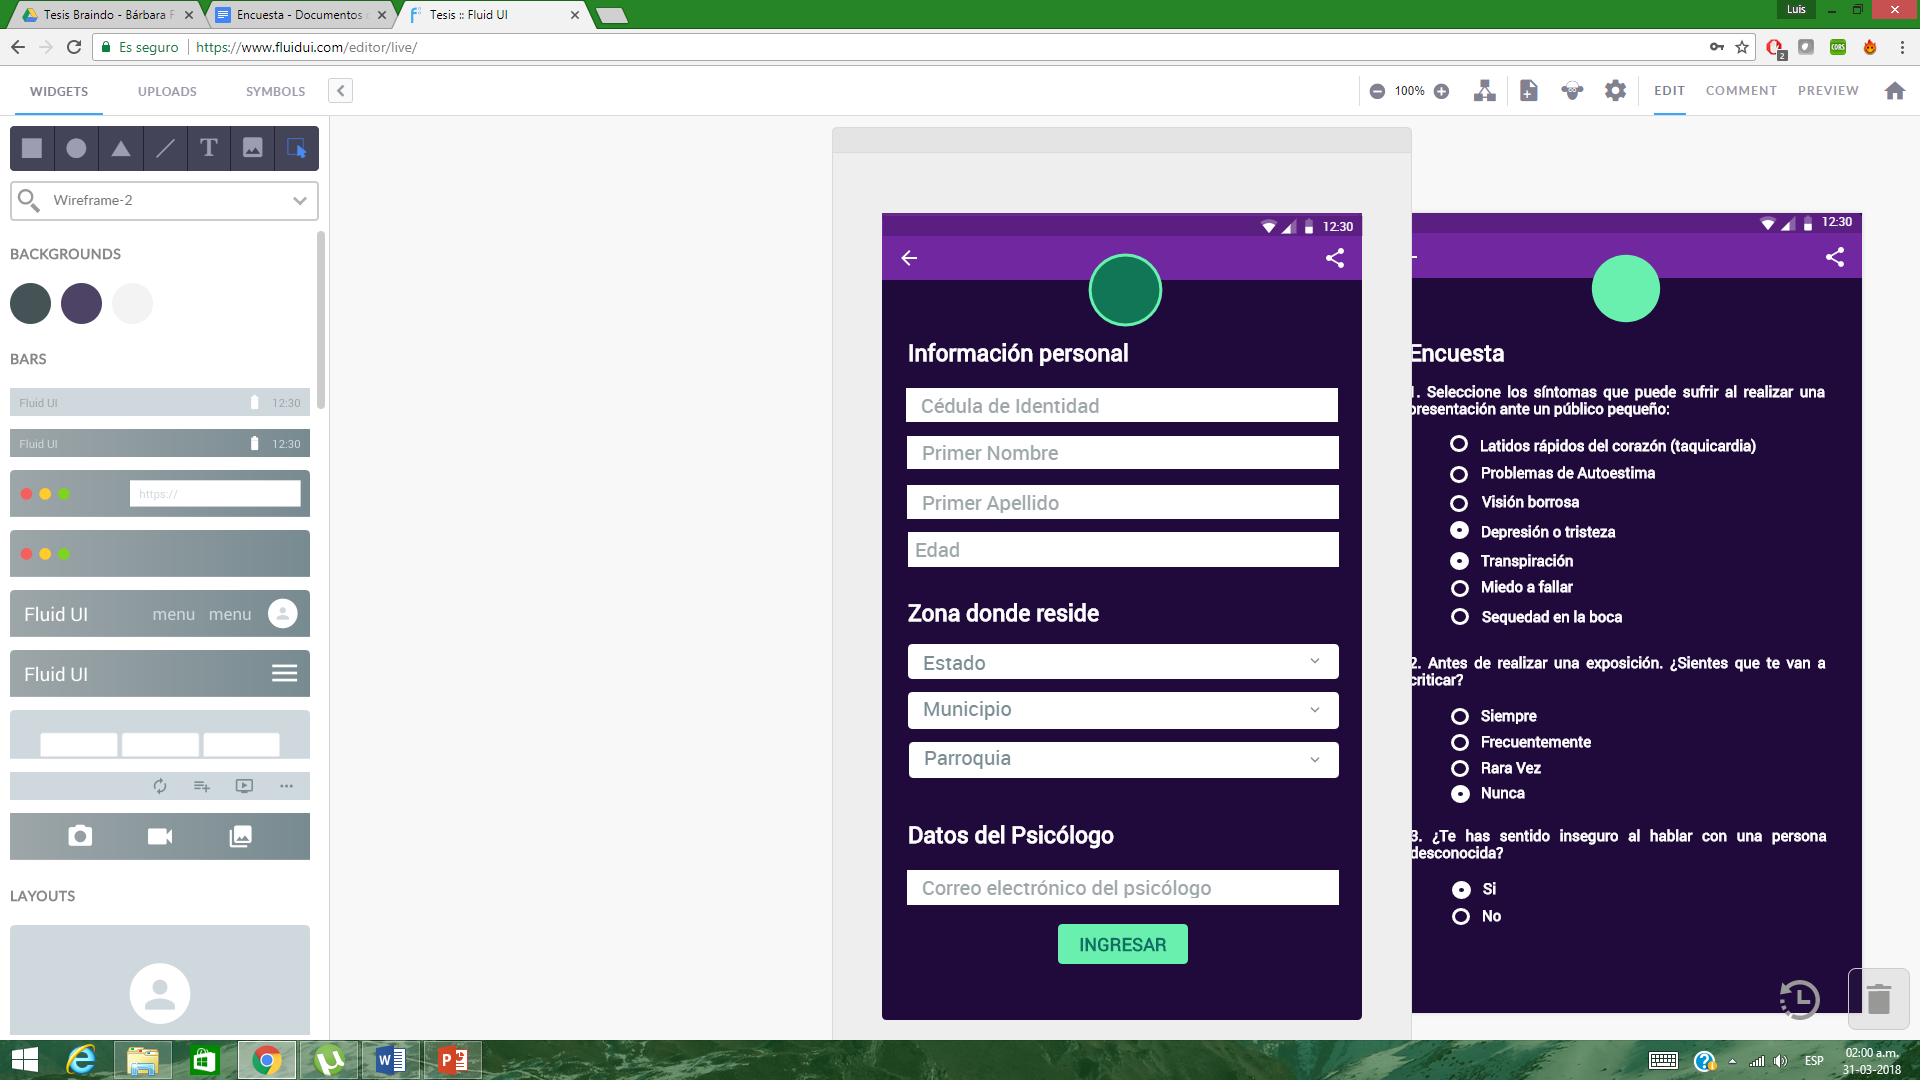 Tesis Braindo - Bárbara F
Encuesta - Documentos
Tesis :: Fluid UI
Luis
Es seguro
https://www.fluidui.com/editor/live/
2
CORS
WIDGETS
UPLOADS
SYMBOLS
100%
EDIT
COMMENT
PREVIEW
T
Wireframe-2
BACKGROUNDS
BARS
Fluid UI
12:30
Fluid UI
12:30
https://
Fluid UI
menu
menu
Fluid UI
LAYOUTS
12:30
Información personal
Cédula de Identidad
Primer Nombre
Primer Apellido
Edad
Zona donde reside
Estado
Municipio
Parroquia
Datos del Psicólogo
Correo electrónico del psicólogo
INGRESAR
12:30
Encuesta
1. Seleccione los síntomas que puede sufrir al realizar una
presentación ante un público pequeño:
Latidos rápidos del corazón (taquicardia)
Problemas de Autoestima
Visión borrosa
Depresión o tristeza
Transpiración
Miedo a fallar
Sequedad en la boca
2. Antes de realizar una exposición. ¿Sientes que te van a
criticar?
Siempre
Frecuentemente
Rara Vez
Nunca
3. ¿Te has sentido inseguro al hablar con una persona
desconocida?
Si
No
ESP
02:00 a.m.
31-03-2018